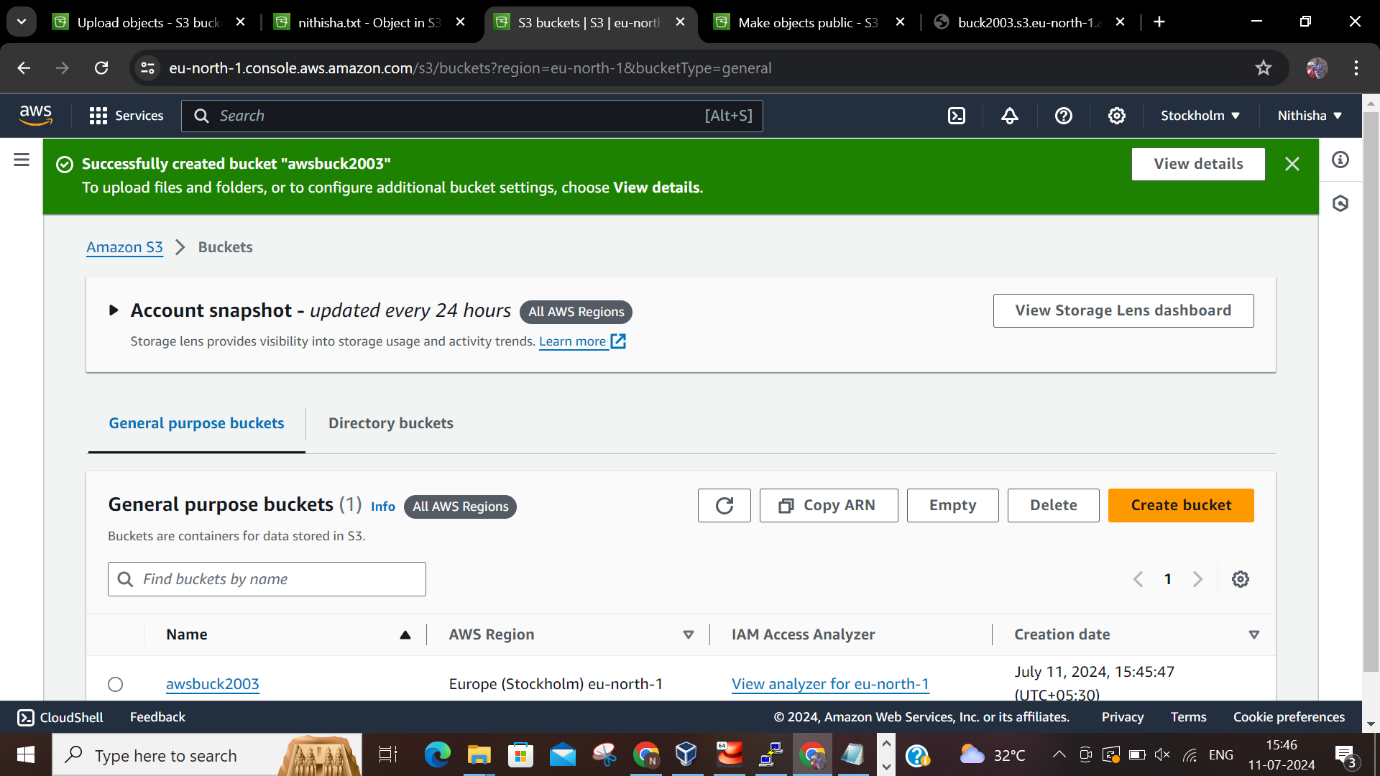 Upload objects - S3 buck
nithisha.txt - Object in S3
S3 buckets | S3 | eu-north
Make objects public - S3
buck2003.s3.eu-north-1.a
eu-north-1.console.aws.amazon.com/s3/buckets?region=eu-north-1&bucketType=general
aws
Services
Search
[Alt+S]
Stockholm
Nithisha
Successfully created bucket "awsbuck2003"
To upload files and folders, or to configure additional bucket settings, choose View details.
View details
Amazon S3
Buckets
Account snapshot - updated every 24 hours
All AWS Regions
Storage lens provides visibility into storage usage and activity trends. Learn more
View Storage Lens dashboard
General purpose buckets
Directory buckets
General purpose buckets (1)
Info
All AWS Regions
Buckets are containers for data stored in S3.
Copy ARN
Empty
Delete
Create bucket
Find buckets by name
1
Name
AWS Region
IAM Access Analyzer
Creation date
awsbuck2003
Europe (Stockholm) eu-north-1
View analyzer for eu-north-1
July 11, 2024, 15:45:47
(UTC+05:30)
CloudShell
Feedback
© 2024, Amazon Web Services, Inc. or its affiliates.
Privacy
Terms
Cookie preferences
Type here to search
64
32°C
ENG
15:46
11-07-2024
3